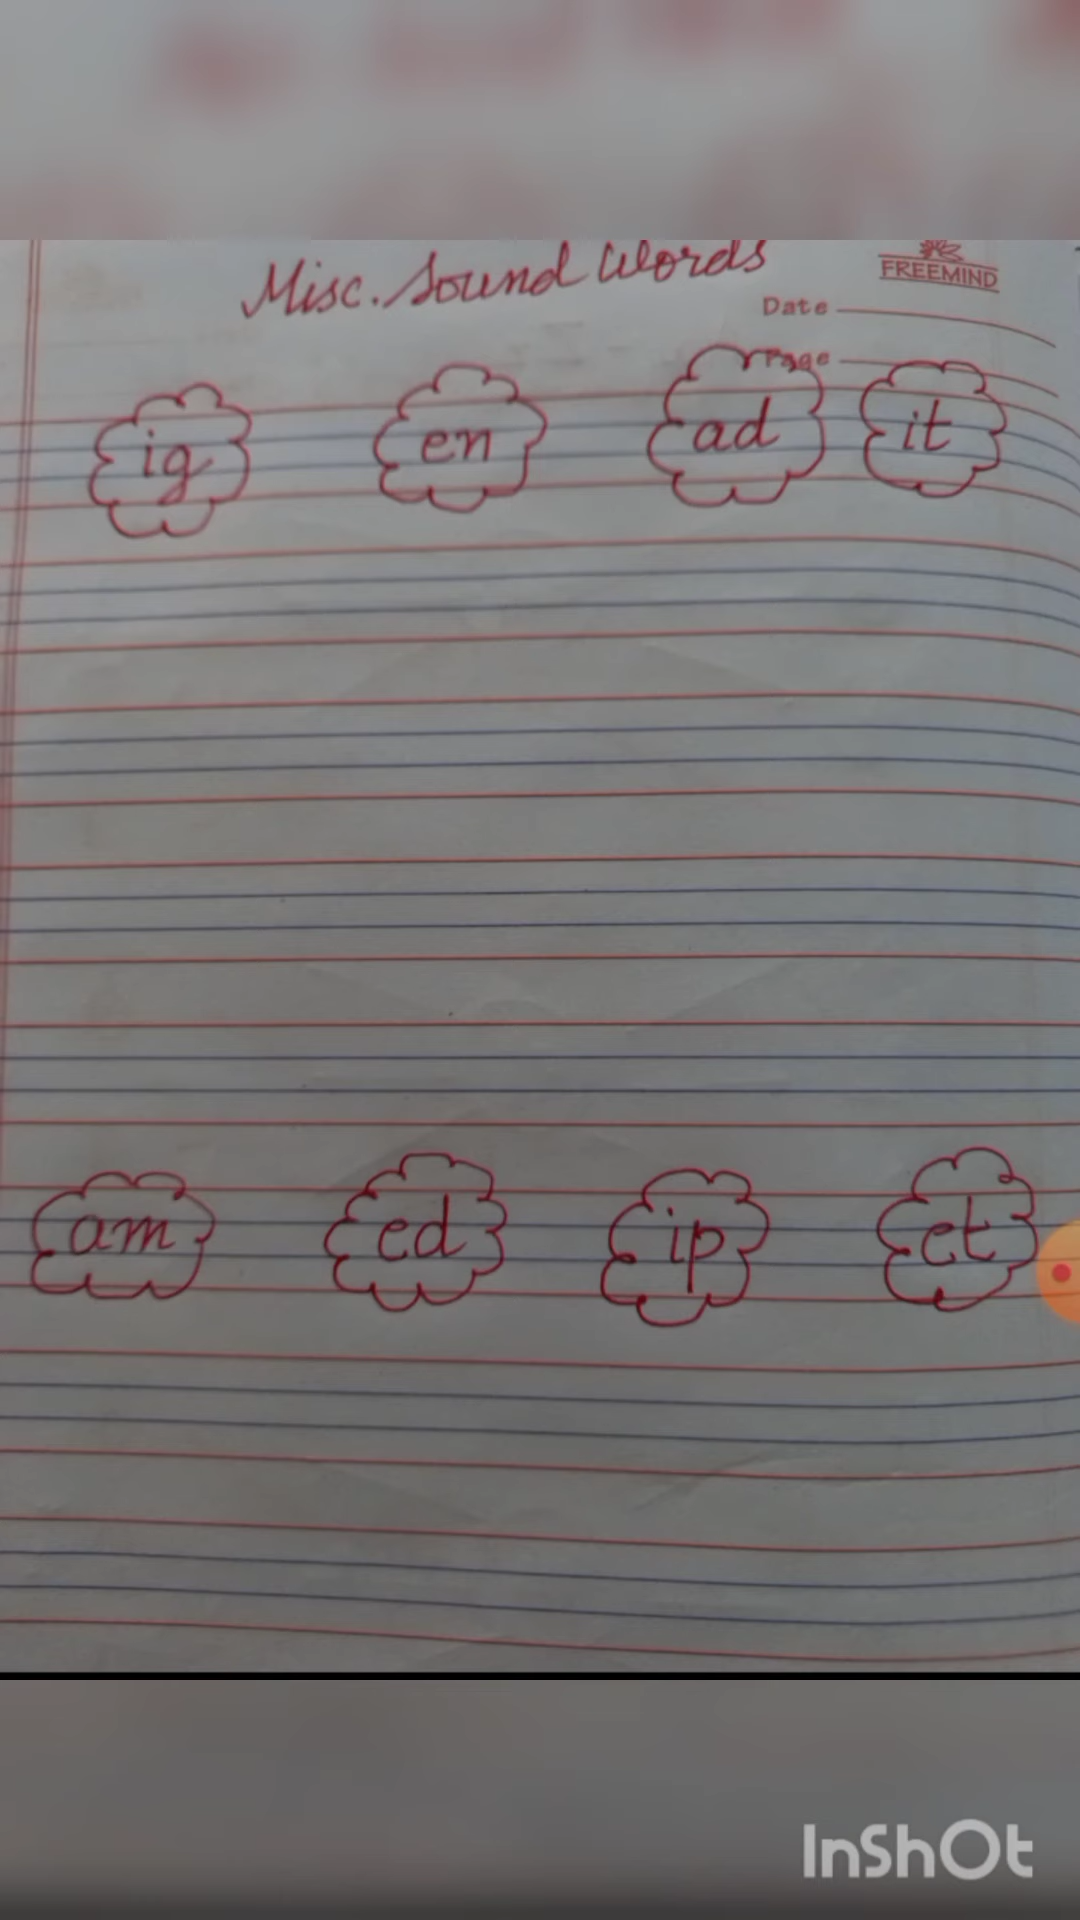 Misc. Sound Words
FREEMIND
Date
Page
ig en ad it
am ed ip et
InShOt